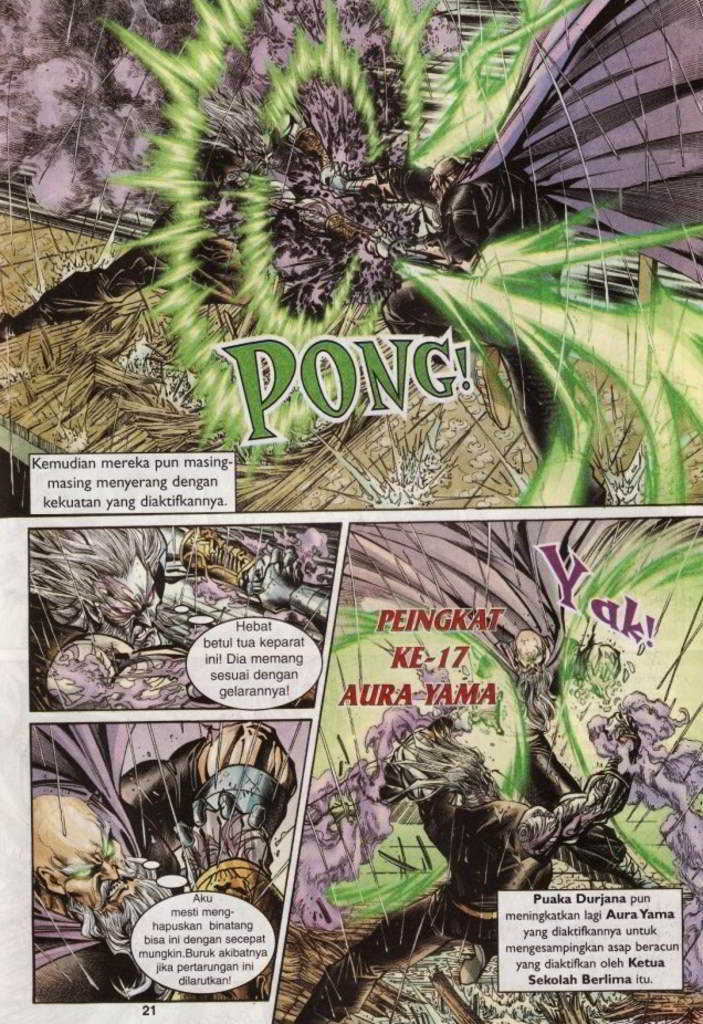 PONG!
Kemudian mereka pun masing-
masing menyerang dengan
kekuatan yang diaktifkannya.
Hebat
betul tua keparat
ini! Dia memang
sesuai dengan
gelarannya!
Aku
mesti meng-
hapuskan binatang
bisa ini dengan secepat
mungkin.Buruk akibatnya
jika pertarungan ini
dilarutkan!
PEINGKAT
KE-17
AURA YAMA
Yak!
Puaka Durjana pun
meningkatkan lagi Aura Yama
yang diaktifkannya untuk
mengesampingkan asap beracun
yang diaktifkan oleh Ketua
Sekolah Berlima itu.
21